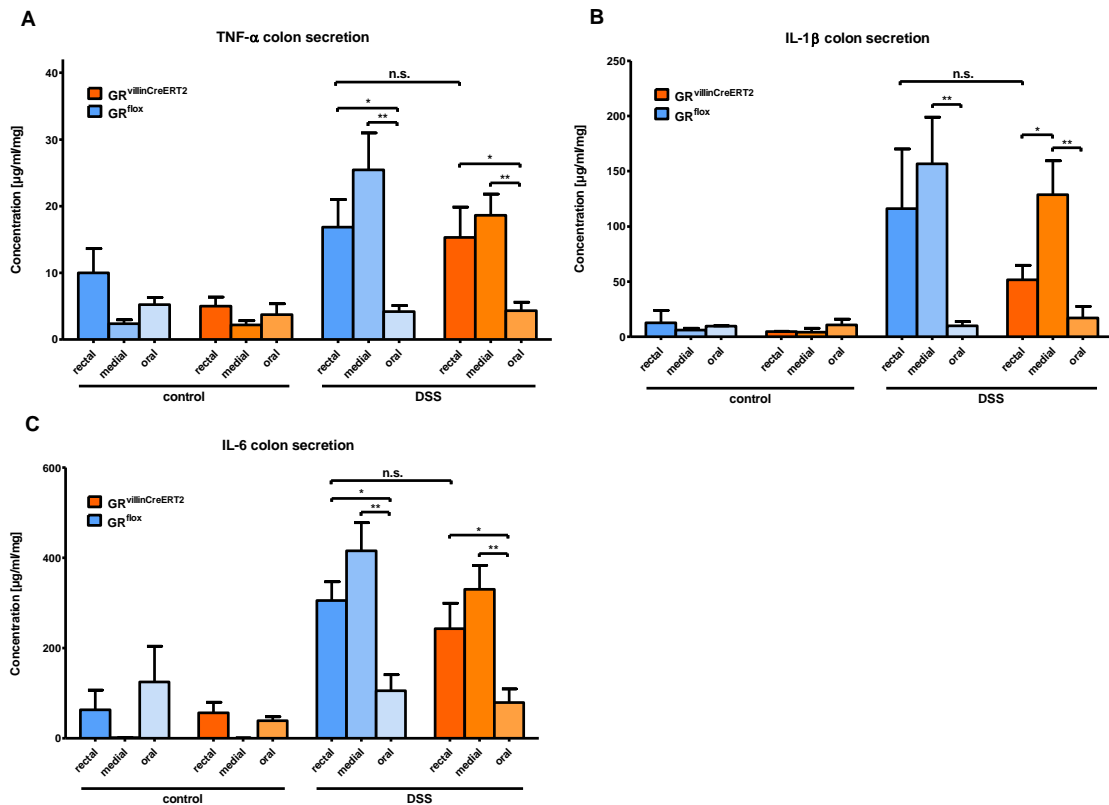 A
TNF-α colon secretion
Concentration [µg/ml/mg]
40
30
20
10
0
GRvillinCreERT2
GRflox
n.s.
*
**
*
**
rectal medial oral rectal medial oral rectal medial oral rectal medial oral
control DSS
B
IL-1β colon secretion
Concentration [µg/ml/mg]
250
200
150
100
50
0
GRvillinCreERT2
GRflox
n.s.
**
*
**
rectal medial oral rectal medial oral rectal medial oral rectal medial oral
control DSS
C
IL-6 colon secretion
Concentration [µg/ml/mg]
600
400
200
0
GRvillinCreERT2
GRflox
n.s.
*
**
*
**
rectal medial oral rectal medial oral rectal medial oral rectal medial oral
control DSS